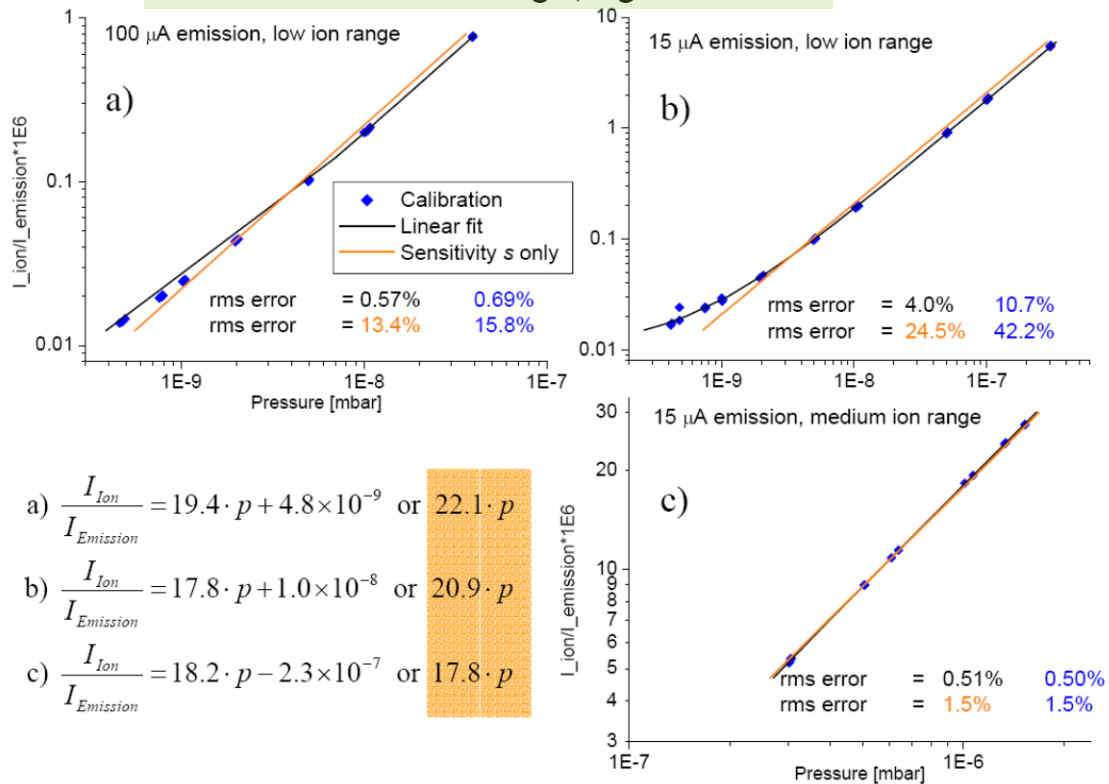 1
100 μA emission, low ion range
a)
0.1
0.01
I_ion/I_emission*1E6
Calibration
Linear fit
Sensitivity s only
rms error = 0.57% 0.69%
rms error = 13.4% 15.8%
1E-9 1E-8 1E-7
Pressure [mbar]
10
15 μA emission, low ion range
b)
1
0.1
0.01
rms error = 4.0% 10.7%
rms error = 24.5% 42.2%
1E-9 1E-8 1E-7
a) I_Ion / I_Emission = 19.4 · p + 4.8 × 10⁻⁹ or 22.1 · p
b) I_Ion / I_Emission = 17.8 · p + 1.0 × 10⁻⁸ or 20.9 · p
c) I_Ion / I_Emission = 18.2 · p − 2.3 × 10⁻⁷ or 17.8 · p
30
15 μA emission, medium ion range
20
c)
10
9
8
7
6
5
4
3
I_ion/I_emission*1E6
rms error = 0.51% 0.50%
rms error = 1.5% 1.5%
1E-7 1E-6
Pressure [mbar]